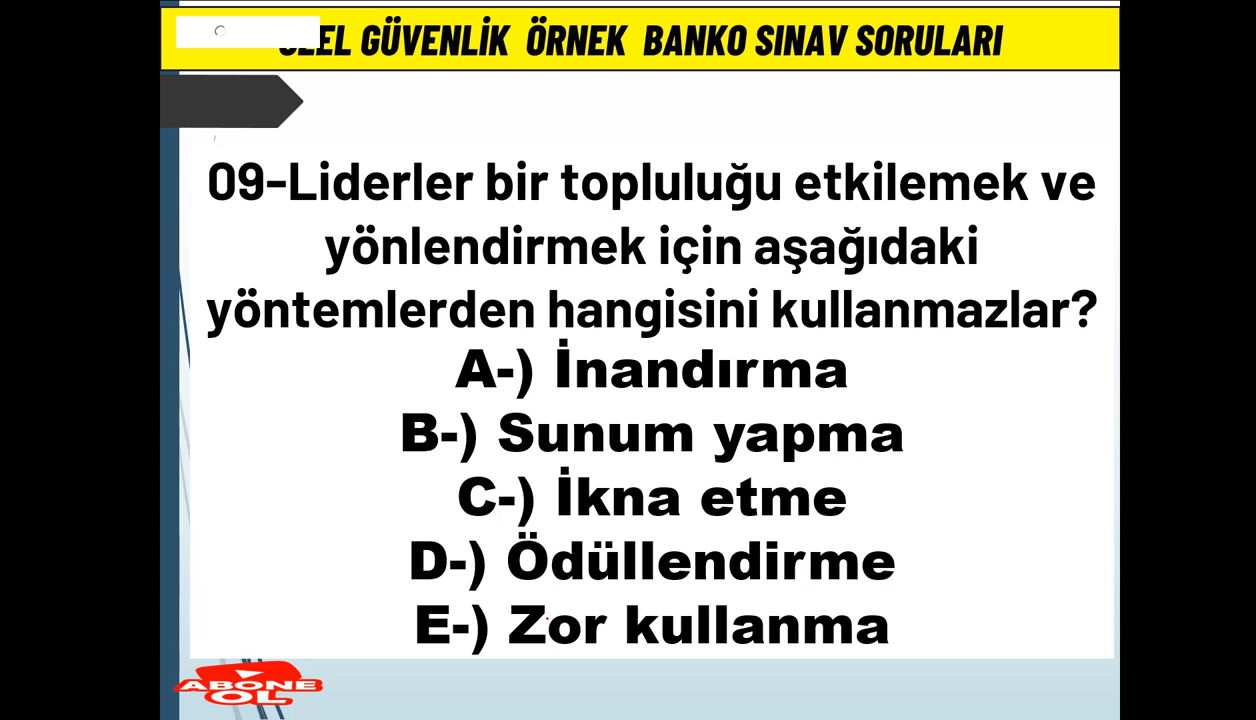 ÖZEL GÜVENLİK ÖRNEK BANKO SINAV SORULARI
09-Liderler bir topluluğu etkilemek ve
yönlendirmek için aşağıdaki
yöntemlerden hangisini kullanmazlar?
A-) İnandırma
B-) Sunum yapma
C-) İkna etme
D-) Ödüllendirme
E-) Zor kullanma
ABONE
OL